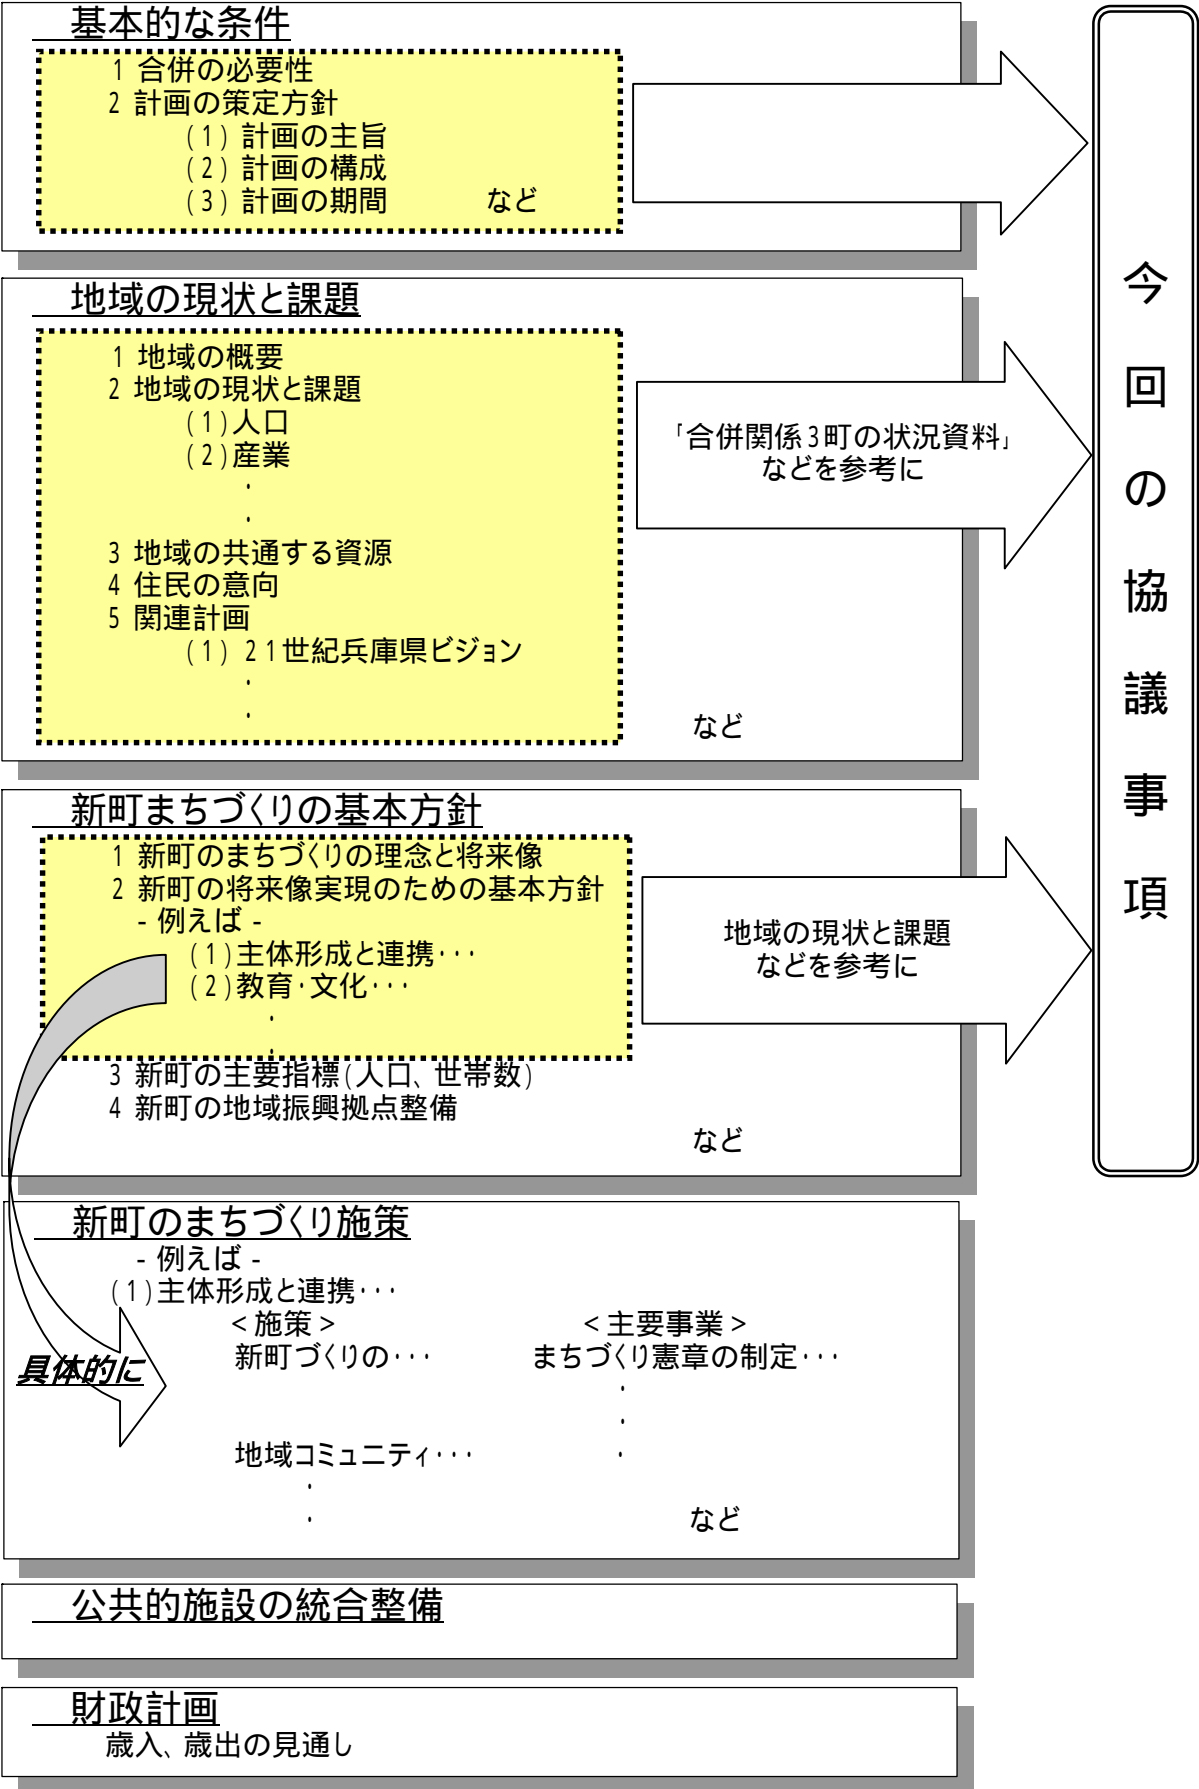 基本的な条件
1 合併の必要性
2 計画の策定方針
(1) 計画の主旨
(2) 計画の構成
(3) 計画の期間 など
地域の現状と課題
1 地域の概要
2 地域の現状と課題
(1)人口
(2)産業
・
・
3 地域の共通する資源
4 住民の意向
5 関連計画
(1) 21世紀兵庫県ビジョン
・
・
など
「合併関係3町の状況資料」
などを参考に
新町まちづくりの基本方針
1 新町のまちづくりの理念と将来像
2 新町の将来像実現のための基本方針
- 例えば -
(1)主体形成と連携・・・
(2)教育・文化・・・
・
・
3 新町の主要指標(人口、世帯数)
4 新町の地域振興拠点整備
など
地域の現状と課題
などを参考に
今回の協議事項
新町のまちづくり施策
- 例えば -
(1)主体形成と連携・・・
<施策> <主要事業>
新町づくりの・・・ まちづくり憲章の制定・・・
・
・
地域コミュニティ・・・ ・
・
・ など
具体的に
公共的施設の統合整備
財政計画
歳入、歳出の見通し